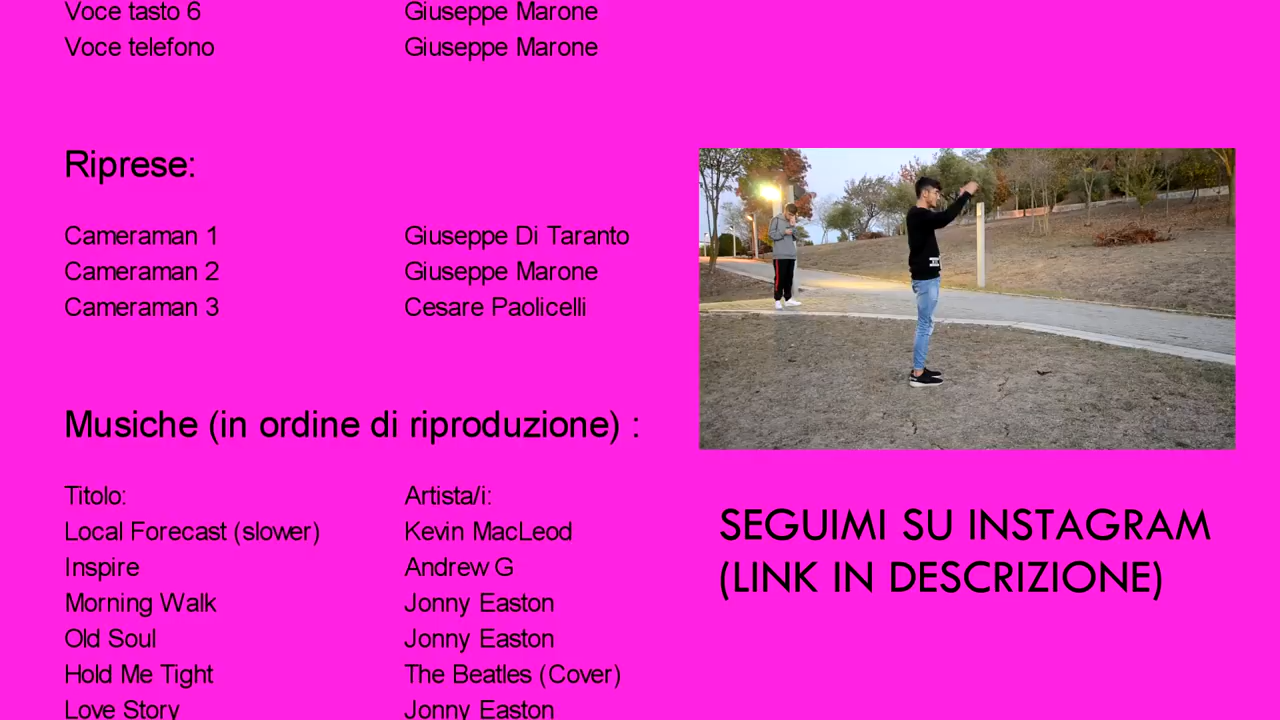 Voce tasto 6 Giuseppe Marone
Voce telefono Giuseppe Marone
Riprese:
Cameraman 1 Giuseppe Di Taranto
Cameraman 2 Giuseppe Marone
Cameraman 3 Cesare Paolicelli
Musiche (in ordine di riproduzione) :
Titolo: Artista/i:
Local Forecast (slower) Kevin MacLeod
Inspire Andrew G
Morning Walk Jonny Easton
Old Soul Jonny Easton
Hold Me Tight The Beatles (Cover)
Love Story Jonny Easton
SEGUIMI SU INSTAGRAM
(LINK IN DESCRIZIONE)